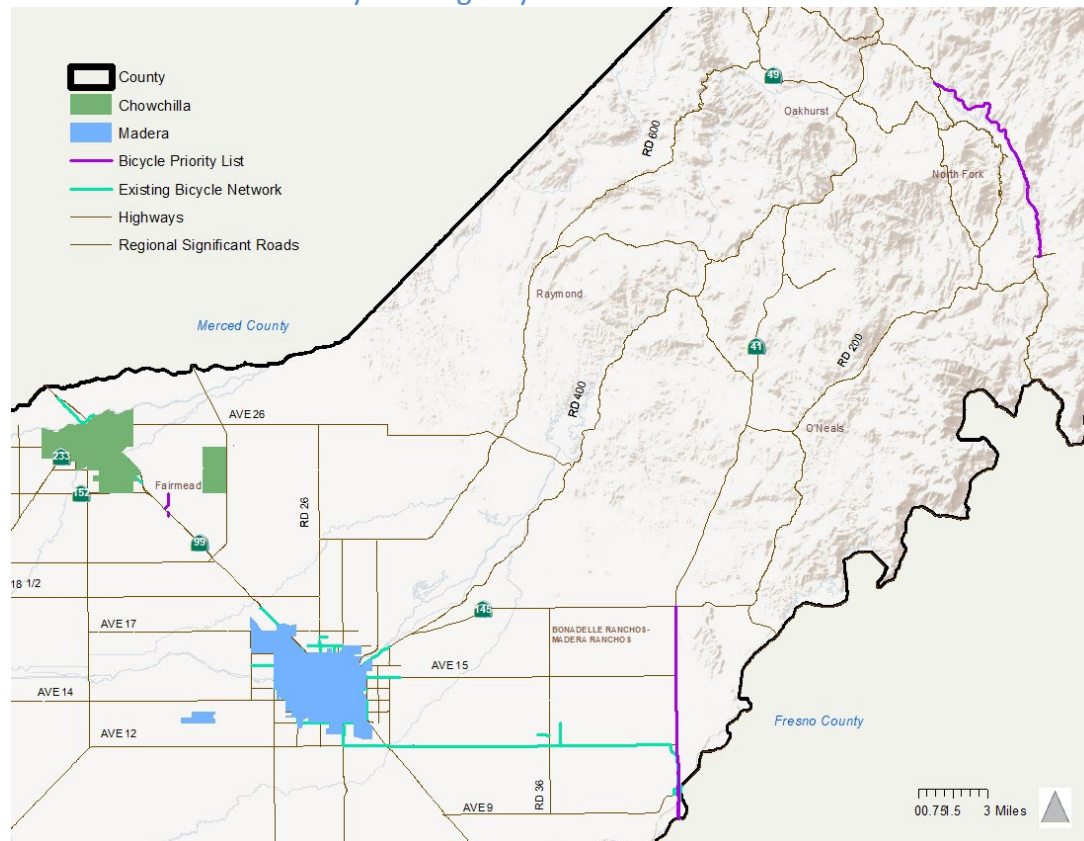 County
Chowchilla
Madera
Bicycle Priority List
Existing Bicycle Network
Highways
Regional Significant Roads
49
Oakhurst
RD 600
North Fork
Raymond
Merced County
41
RD 200
RD 400
AVE 26
O'Neals
233
152
Fairmead
RD 26
99
18 1/2
145
AVE 17
BONADELLE RANCHOS-
MADERA RANCHOS
AVE 15
AVE 14
Fresno County
AVE 12
RD 36
AVE 9
00.751.5 3 Miles